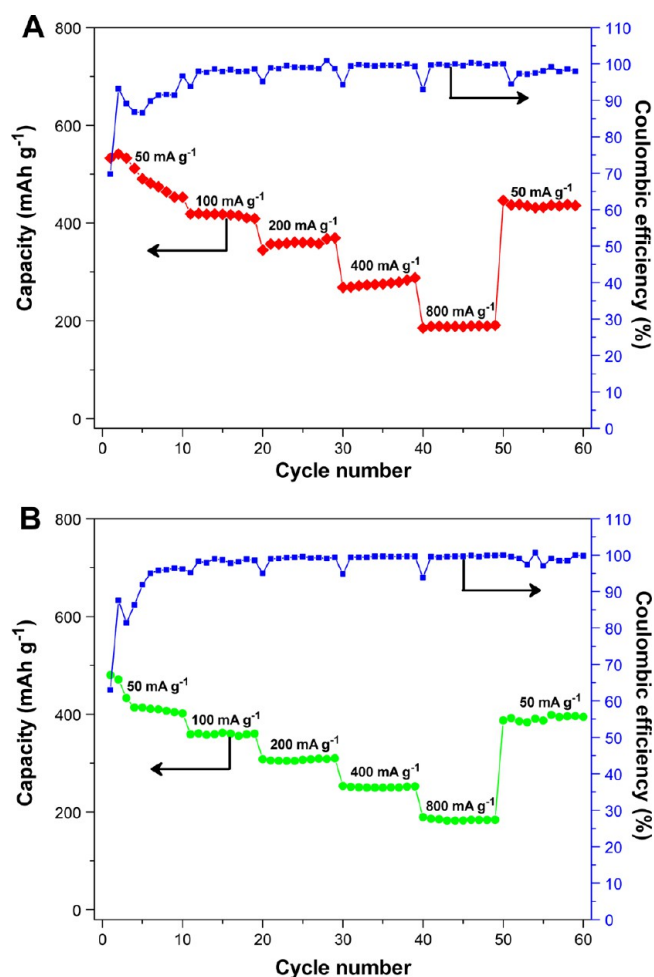 A
800
600
400
200
0
Capacity (mAh g⁻¹)
50 mA g⁻¹
100 mA g⁻¹
200 mA g⁻¹
400 mA g⁻¹
800 mA g⁻¹
50 mA g⁻¹
110
100
90
80
70
60
50
40
30
20
10
0
Coulombic efficiency (%)
0 10 20 30 40 50 60
Cycle number
B
800
600
400
200
0
Capacity (mAh g⁻¹)
50 mA g⁻¹
100 mA g⁻¹
200 mA g⁻¹
400 mA g⁻¹
800 mA g⁻¹
50 mA g⁻¹
110
100
90
80
70
60
50
40
30
20
10
0
Coulombic efficiency (%)
0 10 20 30 40 50 60
Cycle number